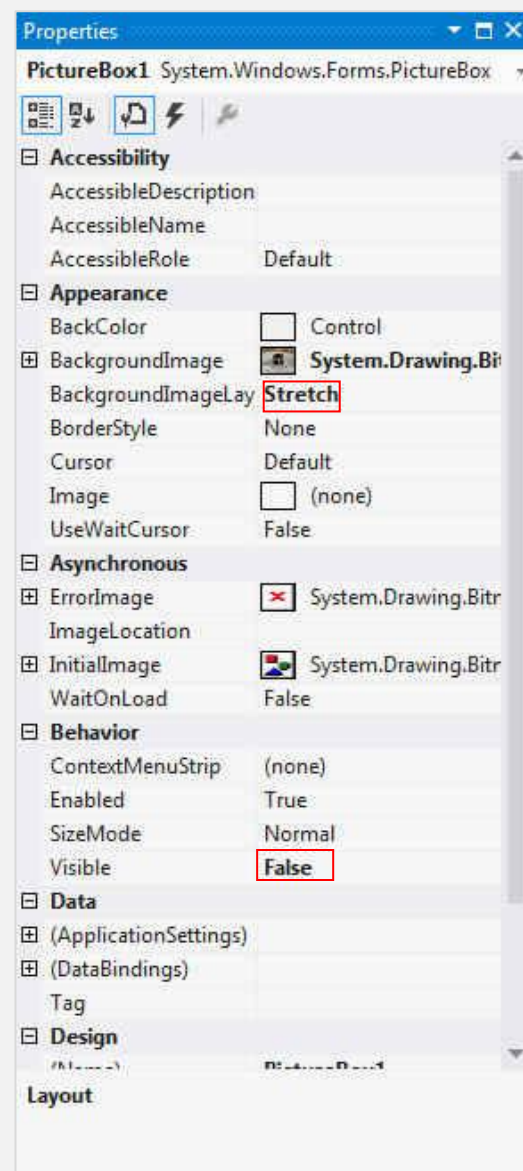 Properties
PictureBox1 System.Windows.Forms.PictureBox
Accessibility
AccessibleDescription
AccessibleName
AccessibleRole Default
Appearance
BackColor Control
BackgroundImage System.Drawing.Bit
BackgroundImageLay Stretch
BorderStyle None
Cursor Default
Image (none)
UseWaitCursor False
Asynchronous
ErrorImage System.Drawing.Bitr
ImageLocation
InitialImage System.Drawing.Bitr
WaitOnLoad False
Behavior
ContextMenuStrip (none)
Enabled True
SizeMode Normal
Visible False
Data
(ApplicationSettings)
(DataBindings)
Tag
Design
(Name) PictureBox1
Layout